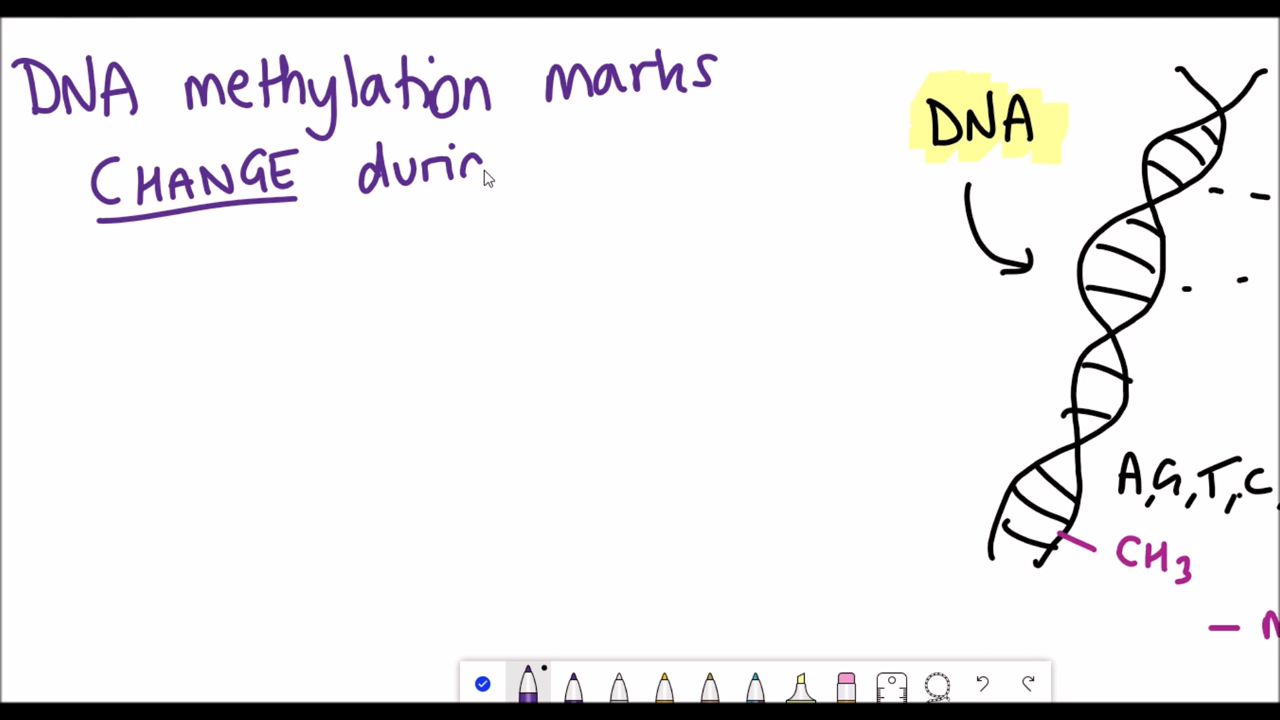 DNA methylation marks
CHANGE durin
DNA
A,G,T,C,
CH3
-